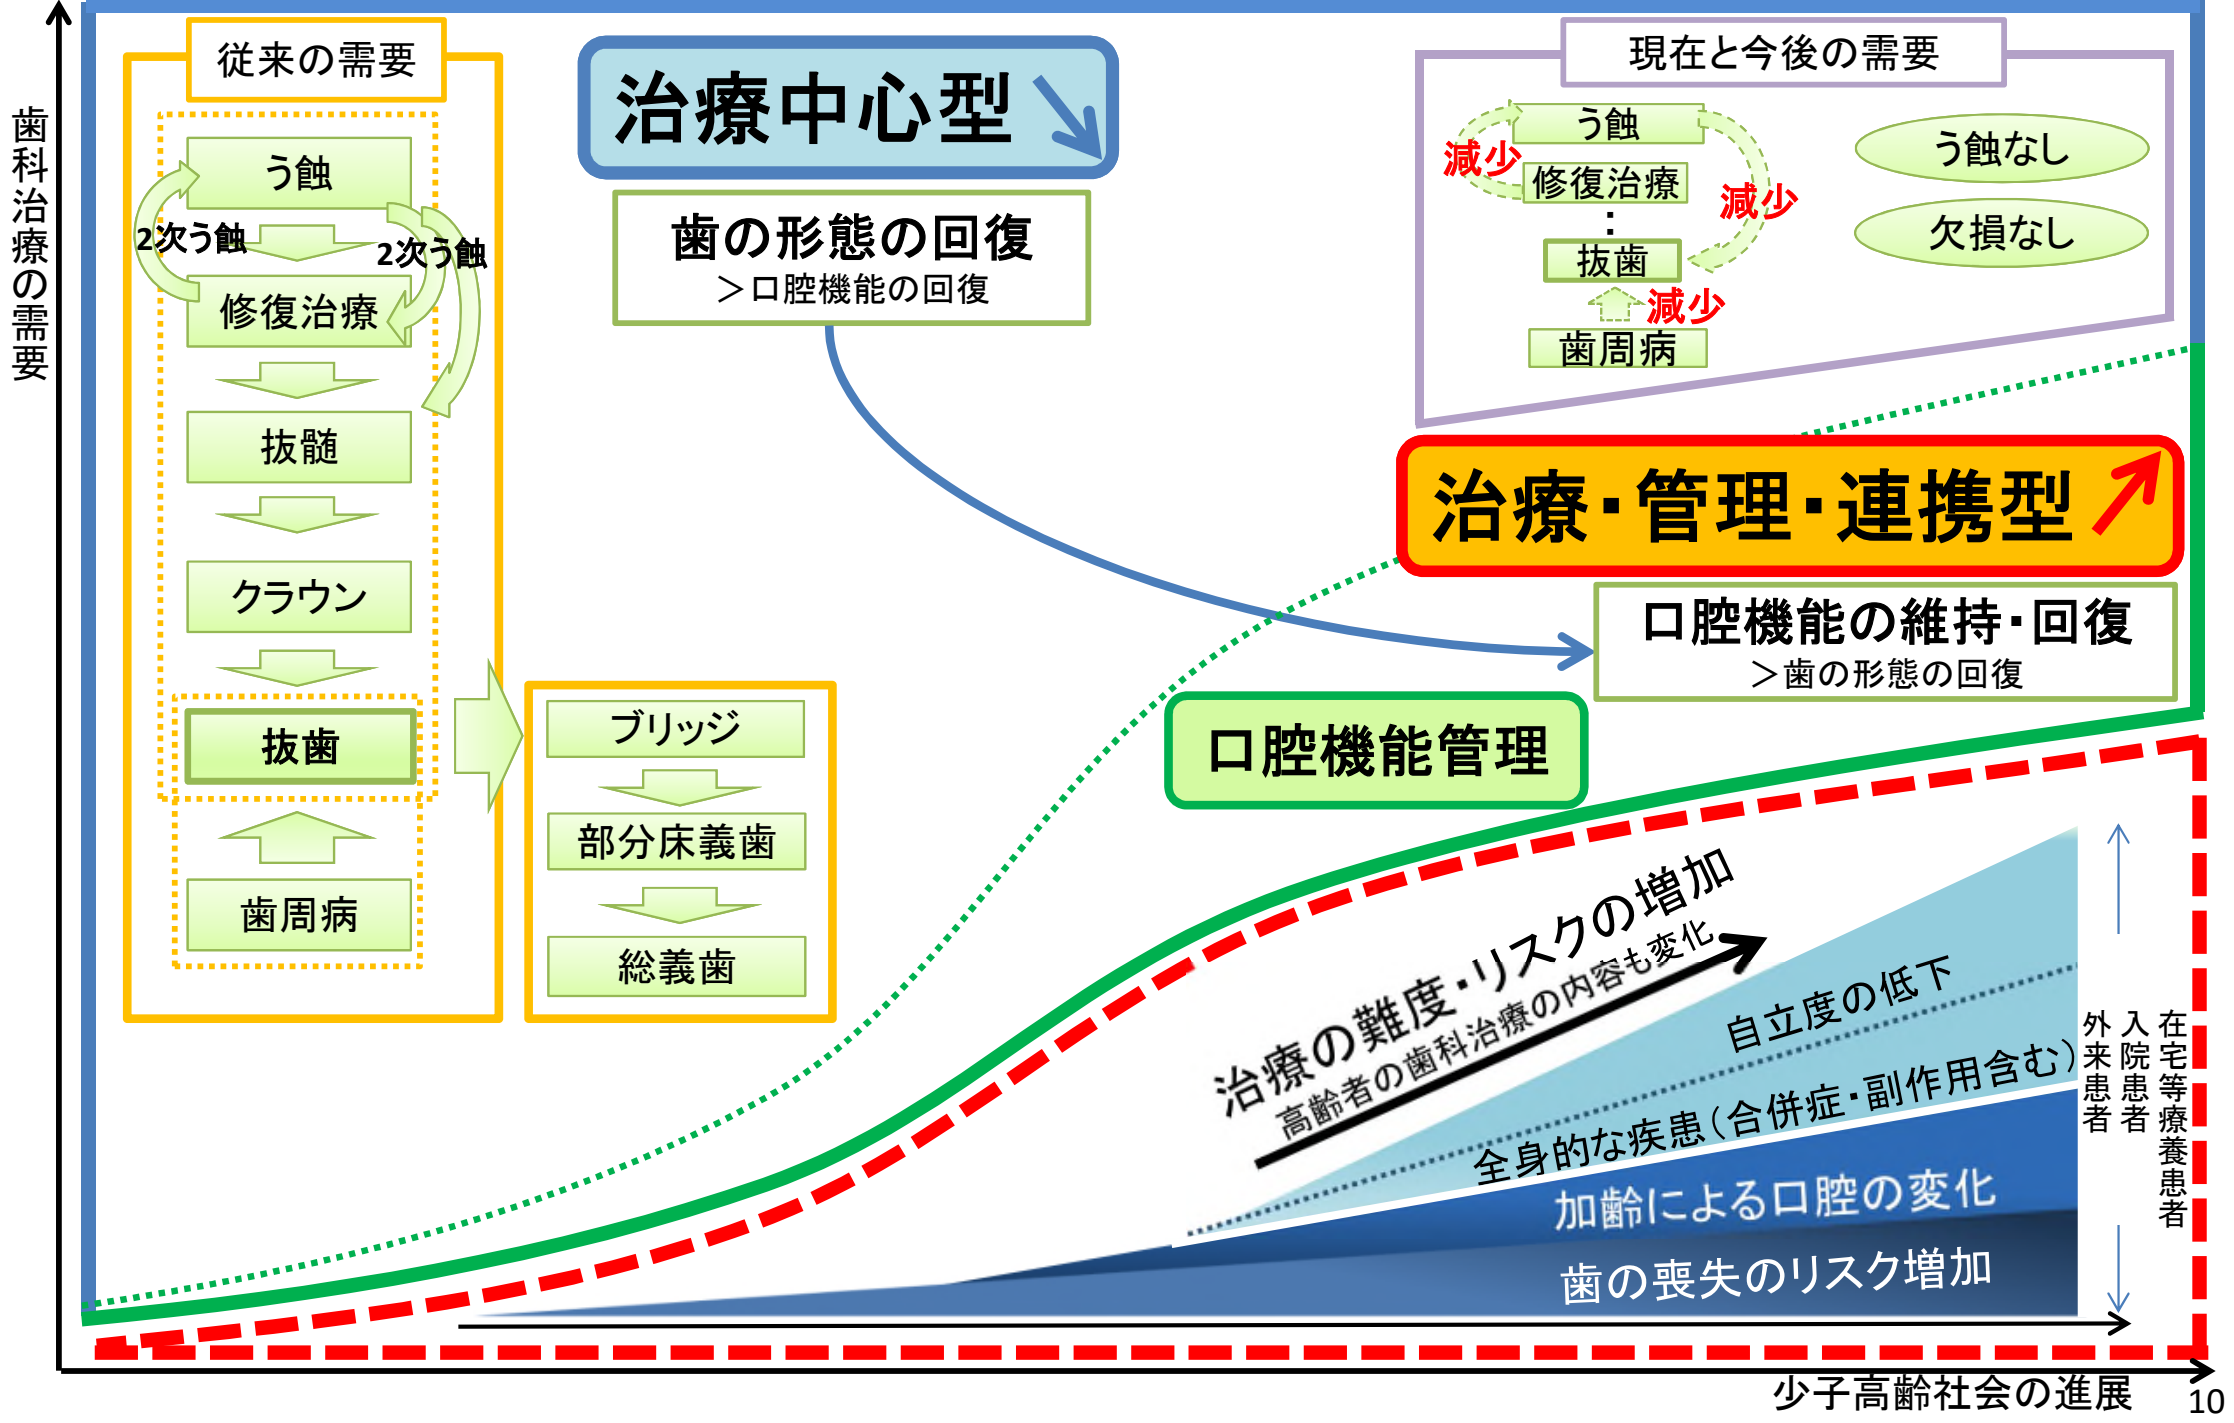 歯科治療の需要
従来の需要
う蝕
2次う蝕
2次う蝕
修復治療
抜髄
クラウン
抜歯
歯周病
ブリッジ
部分床義歯
総義歯
治療中心型
歯の形態の回復
＞口腔機能の回復
現在と今後の需要
う蝕
減少
修復治療
減少
：
抜歯
減少
歯周病
う蝕なし
欠損なし
治療・管理・連携型
口腔機能の維持・回復
＞歯の形態の回復
口腔機能管理
治療の難度・リスクの増加
高齢者の歯科治療の内容も変化
自立度の低下
全身的な疾患（合併症・副作用含む）
加齢による口腔の変化
歯の喪失のリスク増加
在宅等療養患者
入院患者
外来患者
少子高齢社会の進展
10